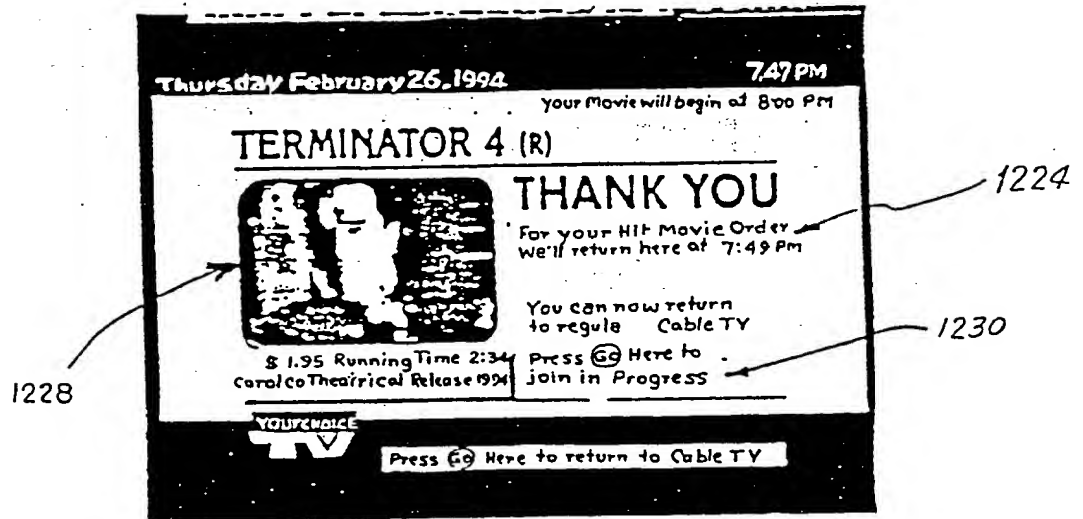 Thursday February 26, 1994 7.47 PM
your Movie will begin at 8:00 PM
TERMINATOR 4 (R)
THANK YOU
For your Hit Movie Order
We'll return here at 7:49 PM
1224
You can now return
to regula Cable TV
Press Go Here to
join in Progress
1230
1228
$ 1.95 Running Time 2:34
Carolco Theatrical Release 1994
YOUR CHOICE
TV
Press Go Here to return to Cable TV